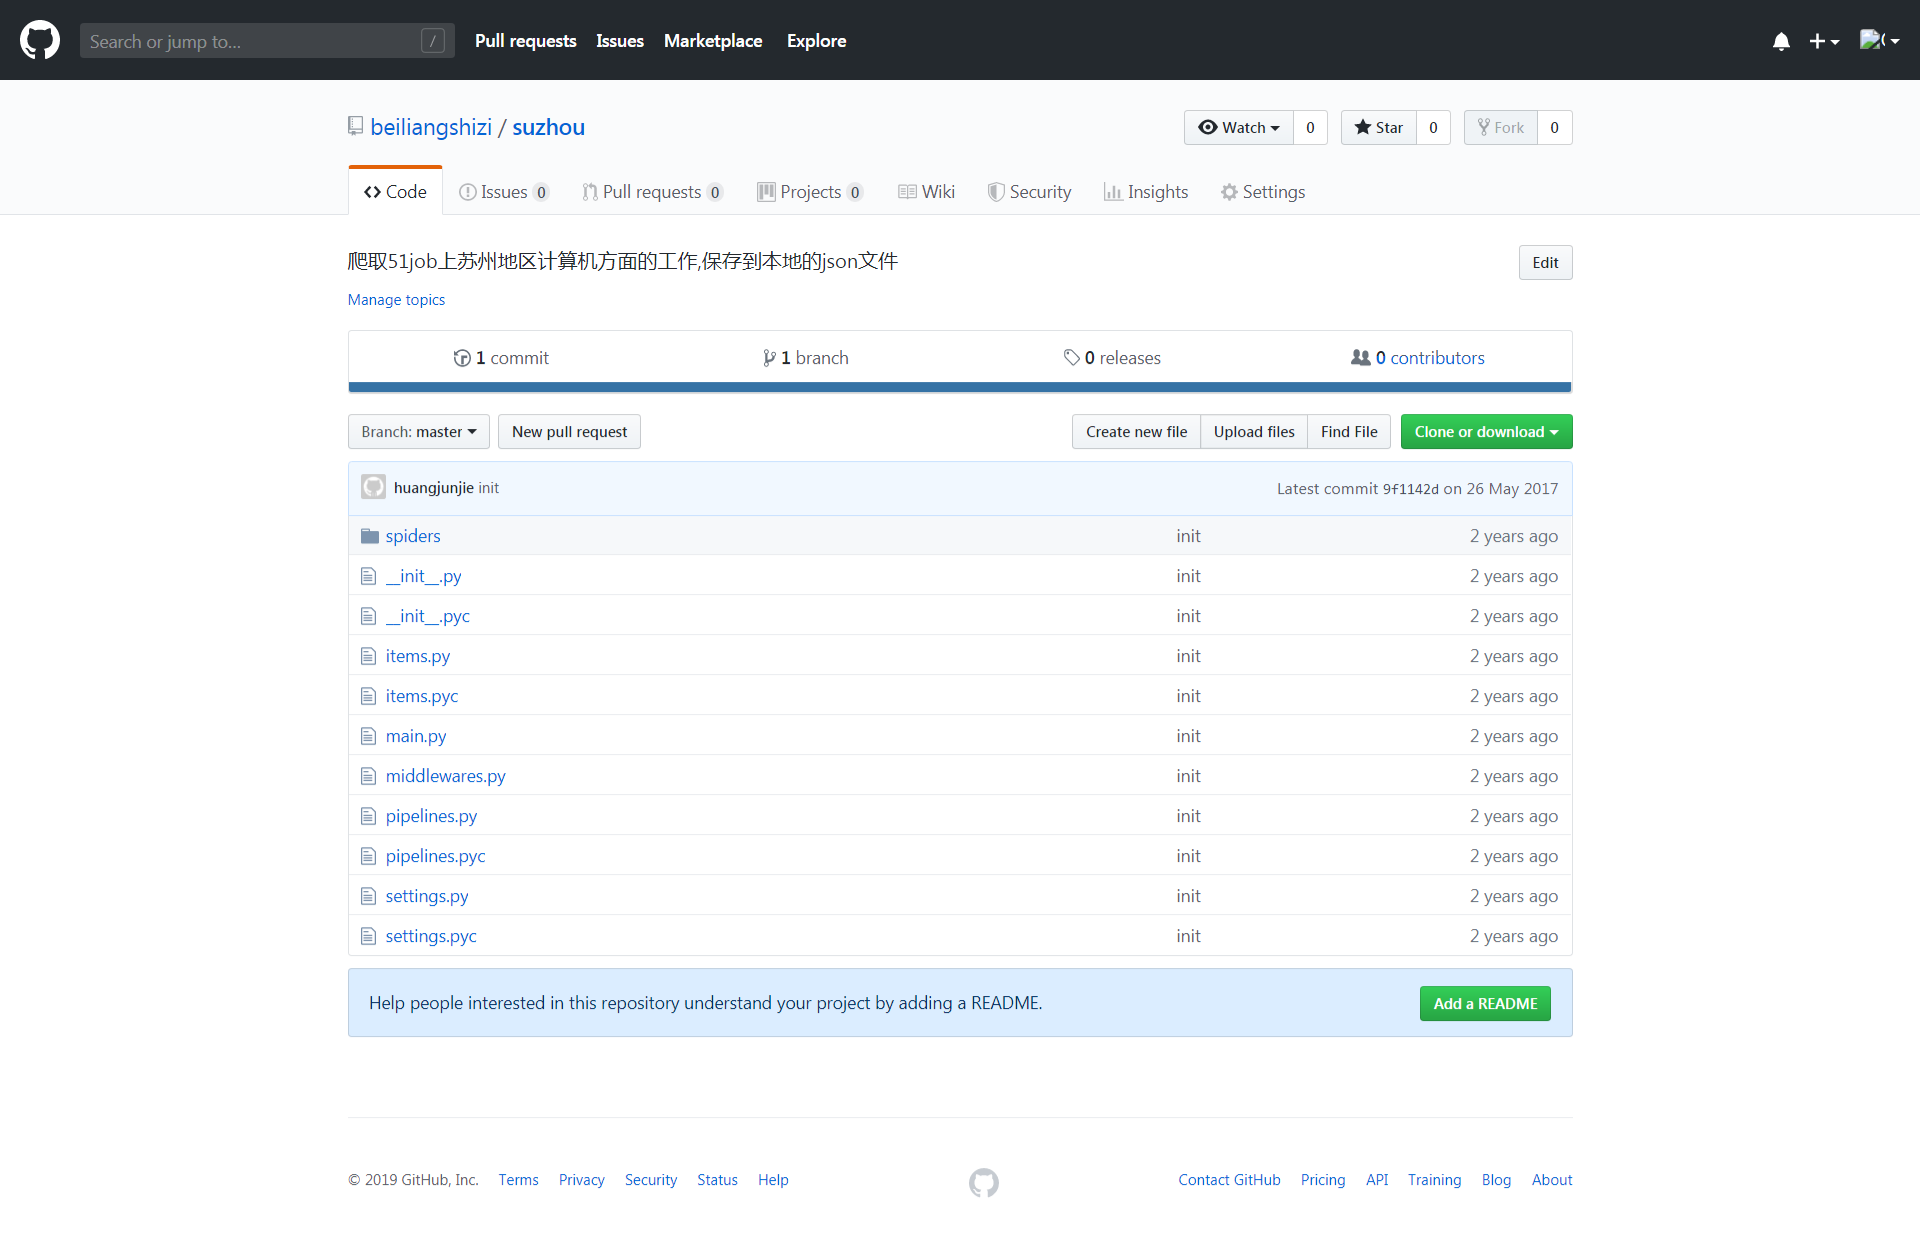 Search or jump to... / Pull requests Issues Marketplace Explore
beiliangshizi / suzhou Watch 0 Star 0 Fork 0
Code Issues 0 Pull requests 0 Projects 0 Wiki Security Insights Settings
爬取51job上苏州地区计算机方面的工作,保存到本地的json文件 Edit
Manage topics
1 commit 1 branch 0 releases 0 contributors
Branch: master New pull request Create new file Upload files Find File Clone or download
huangjunjie init Latest commit 9f1142d on 26 May 2017
spiders init 2 years ago
__init__.py init 2 years ago
__init__.pyc init 2 years ago
items.py init 2 years ago
items.pyc init 2 years ago
main.py init 2 years ago
middlewares.py init 2 years ago
pipelines.py init 2 years ago
pipelines.pyc init 2 years ago
settings.py init 2 years ago
settings.pyc init 2 years ago
Help people interested in this repository understand your project by adding a README. Add a README
© 2019 GitHub, Inc. Terms Privacy Security Status Help Contact GitHub Pricing API Training Blog About